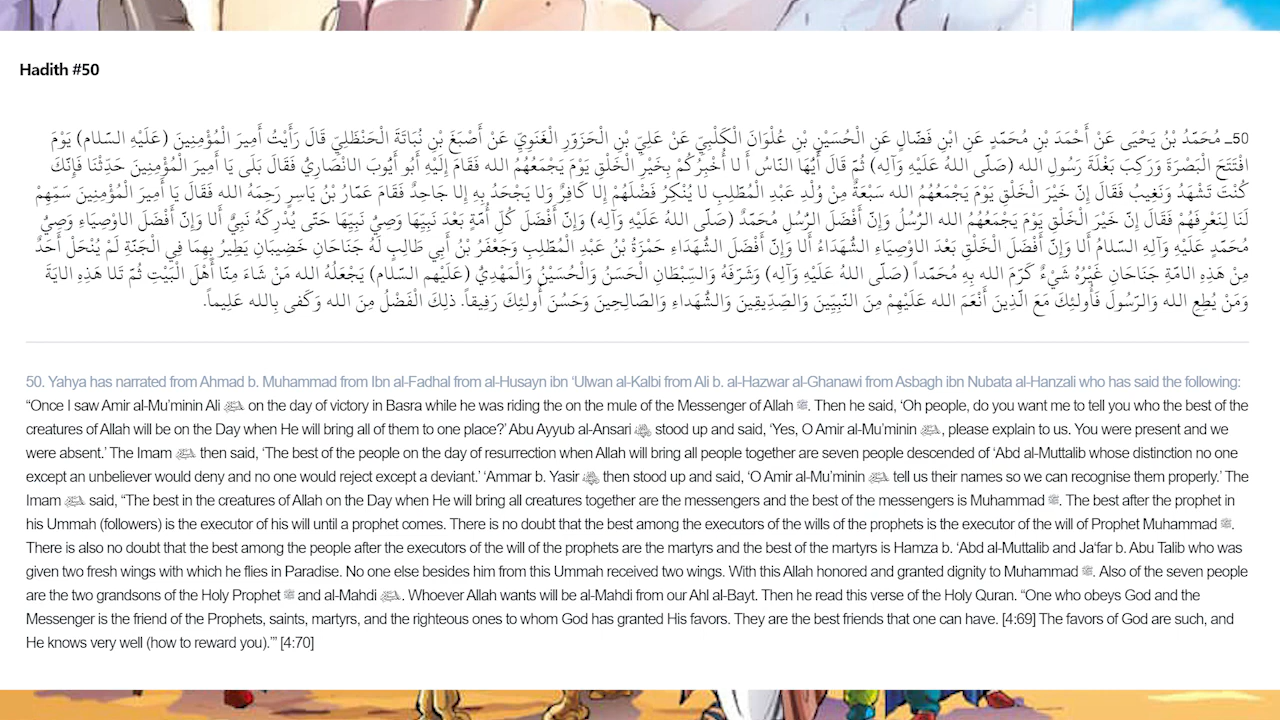 Hadith #50
50ـ مُحَمَّدُ بْنُ يَحْيَى عَنْ أَحْمَدَ بْنِ مُحَمَّدٍ عَنِ ابْنِ فَضَّالٍ عَنِ الْحُسَيْنِ بْنِ عُلْوَانَ الْكَلْبِيِّ عَنْ عَلِيِّ بْنِ الْحَزَوَّرِ الْغَنَوِيِّ عَنْ أَصْبَغَ بْنِ نُبَاتَةَ الْحَنْظَلِيِّ قَالَ رَأَيْتُ أَمِيرَ الْمُؤْمِنِينَ (عَلَيْهِ السَّلام) يَوْمَ
افْتَتَحَ الْبَصْرَةَ وَرَكِبَ بَغْلَةَ رَسُولِ الله (صَلَّى اللهُ عَلَيْهِ وَآلِه) ثُمَّ قَالَ أَيُّهَا النَّاسُ أَ لا أُخْبِرُكُمْ بِخَيْرِ الْخَلْقِ يَوْمَ يَجْمَعُهُمُ الله فَقَامَ إِلَيْهِ أَبُو أَيُّوبَ الانْصَارِيُّ فَقَالَ بَلَى يَا أَمِيرَ الْمُؤْمِنِينَ حَدِّثْنَا فَإِنَّكَ
كُنْتَ تَشْهَدُ وَنَغِيبُ فَقَالَ إِنَّ خَيْرَ الْخَلْقِ يَوْمَ يَجْمَعُهُمُ الله سَبْعَةٌ مِنْ وُلْدِ عَبْدِ الْمُطَّلِبِ لا يُنْكِرُ فَضْلَهُمْ إِلا كَافِرٌ وَلا يَجْحَدُ بِهِ إِلا جَاحِدٌ فَقَامَ عَمَّارُ بْنُ يَاسِرٍ رَحِمَهُ الله فَقَالَ يَا أَمِيرَ الْمُؤْمِنِينَ سَمِّهِمْ
لَنَا لِنَعْرِفَهُمْ فَقَالَ إِنَّ خَيْرَ الْخَلْقِ يَوْمَ يَجْمَعُهُمُ الله الرُّسُلُ وَإِنَّ أَفْضَلَ الرُّسُلِ مُحَمَّدٌ (صَلَّى اللهُ عَلَيْهِ وَآلِه) وَإِنَّ أَفْضَلَ كُلِّ أُمَّةٍ بَعْدَ نَبِيِّهَا وَصِيُّ نَبِيِّهَا حَتَّى يُدْرِكَهُ نَبِيٌّ أَلا وَإِنَّ أَفْضَلَ الاوْصِيَاءِ وَصِيُّ
مُحَمَّدٍ عَلَيْهِ وَآلِهِ السَّلامُ أَلا وَإِنَّ أَفْضَلَ الْخَلْقِ بَعْدَ الاوْصِيَاءِ الشُّهَدَاءُ أَلا وَإِنَّ أَفْضَلَ الشُّهَدَاءِ حَمْزَةُ بْنُ عَبْدِ الْمُطَّلِبِ وَجَعْفَرُ بْنُ أَبِي طَالِبٍ لَهُ جَنَاحَانِ خَضِيبَانِ يَطِيرُ بِهِمَا فِي الْجَنَّةِ لَمْ يُنْحَلْ أَحَدٌ
مِنْ هَذِهِ الامَّةِ جَنَاحَانِ غَيْرُهُ شَيْءٌ كَرَّمَ الله بِهِ مُحَمَّداً (صَلَّى اللهُ عَلَيْهِ وَآلِه) وَشَرَّفَهُ وَالسِّبْطَانِ الْحَسَنُ وَالْحُسَيْنُ وَالْمَهْدِيُّ (عَلَيْهم السَّلام) يَجْعَلُهُ الله مَنْ شَاءَ مِنَّا أَهْلَ الْبَيْتِ ثُمَّ تَلا هَذِهِ الايَةَ
وَمَنْ يُطِعِ الله وَالرَّسُولَ فَأُولئِكَ مَعَ الَّذِينَ أَنْعَمَ الله عَلَيْهِمْ مِنَ النَّبِيِّينَ وَالصِّدِّيقِينَ وَالشُّهَداءِ وَالصَّالِحِينَ وَحَسُنَ أُولئِكَ رَفِيقاً. ذلِكَ الْفَضْلُ مِنَ الله وَكَفى بِالله عَلِيماً.
50. Yahya has narrated from Ahmad b. Muhammad from Ibn al-Fadhal from al-Husayn ibn ‘Ulwan al-Kalbi from Ali b. al-Hazwar al-Ghanawi from Asbagh ibn Nubata al-Hanzali who has said the following:
“Once I saw Amir al-Mu’minin Ali on the day of victory in Basra while he was riding the on the mule of the Messenger of Allah ﷺ. Then he said, ‘Oh people, do you want me to tell you who the best of the
creatures of Allah will be on the Day when He will bring all of them to one place?’ Abu Ayyub al-Ansari stood up and said, ‘Yes, O Amir al-Mu’minin , please explain to us. You were present and we
were absent.’ The Imam then said, ‘The best of the people on the day of resurrection when Allah will bring all people together are seven people descended of ‘Abd al-Muttalib whose distinction no one
except an unbeliever would deny and no one would reject except a deviant.’ ‘Ammar b. Yasir then stood up and said, ‘O Amir al-Mu’minin tell us their names so we can recognise them properly.’ The
Imam said, “The best in the creatures of Allah on the Day when He will bring all creatures together are the messengers and the best of the messengers is Muhammad ﷺ. The best after the prophet in
his Ummah (followers) is the executor of his will until a prophet comes. There is no doubt that the best among the executors of the wills of the prophets is the executor of the will of Prophet Muhammad ﷺ.
There is also no doubt that the best among the people after the executors of the will of the prophets are the martyrs and the best of the martyrs is Hamza b. ‘Abd al-Muttalib and Ja‘far b. Abu Talib who was
given two fresh wings with which he flies in Paradise. No one else besides him from this Ummah received two wings. With this Allah honored and granted dignity to Muhammad ﷺ. Also of the seven people
are the two grandsons of the Holy Prophet ﷺ and al-Mahdi . Whoever Allah wants will be al-Mahdi from our Ahl al-Bayt. Then he read this verse of the Holy Quran. “One who obeys God and the
Messenger is the friend of the Prophets, saints, martyrs, and the righteous ones to whom God has granted His favors. They are the best friends that one can have. [4:69] The favors of God are such, and
He knows very well (how to reward you).”’ [4:70]